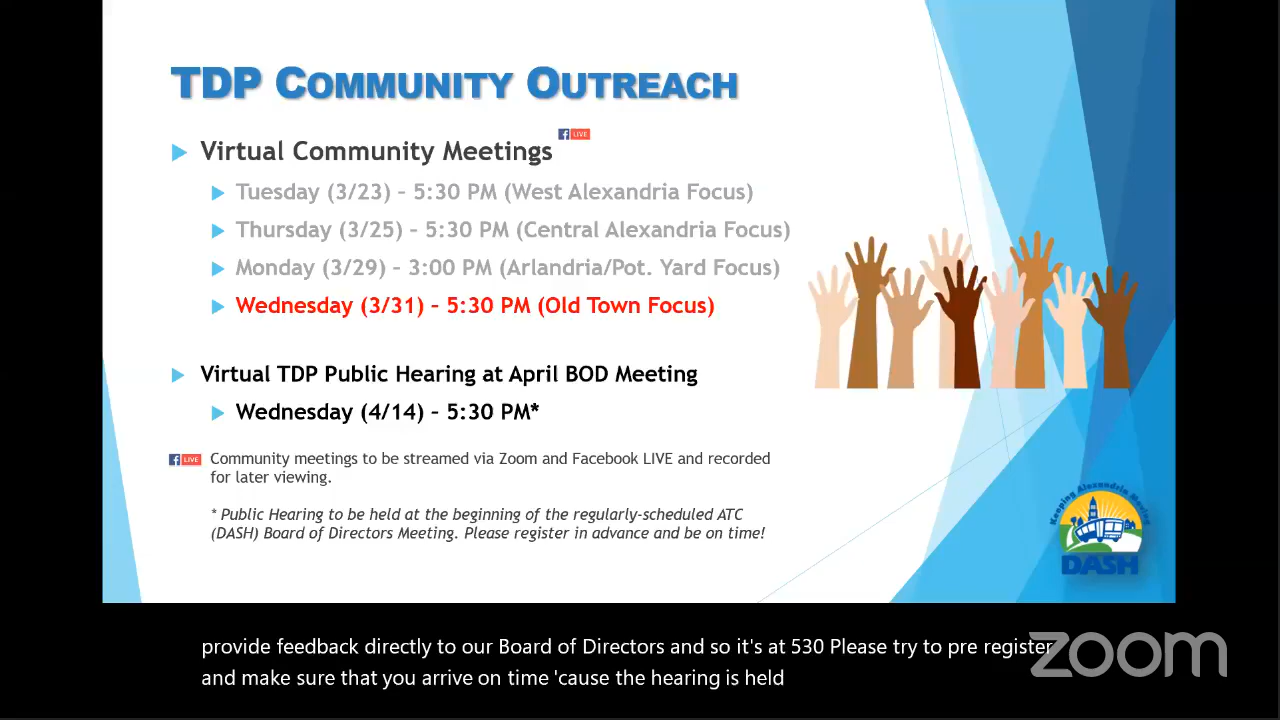 TDP COMMUNITY OUTREACH
Virtual Community Meetings
LIVE
Tuesday (3/23) – 5:30 PM (West Alexandria Focus)
Thursday (3/25) – 5:30 PM (Central Alexandria Focus)
Monday (3/29) – 3:00 PM (Arlandria/Pot. Yard Focus)
Wednesday (3/31) – 5:30 PM (Old Town Focus)
Virtual TDP Public Hearing at April BOD Meeting
Wednesday (4/14) – 5:30 PM*
LIVE Community meetings to be streamed via Zoom and Facebook LIVE and recorded
for later viewing.
* Public Hearing to be held at the beginning of the regularly-scheduled ATC
(DASH) Board of Directors Meeting. Please register in advance and be on time!
Keeping Alexandria Moving
DASH
provide feedback directly to our Board of Directors and so it's at 530 Please try to pre register
and make sure that you arrive on time 'cause the hearing is held
zoom